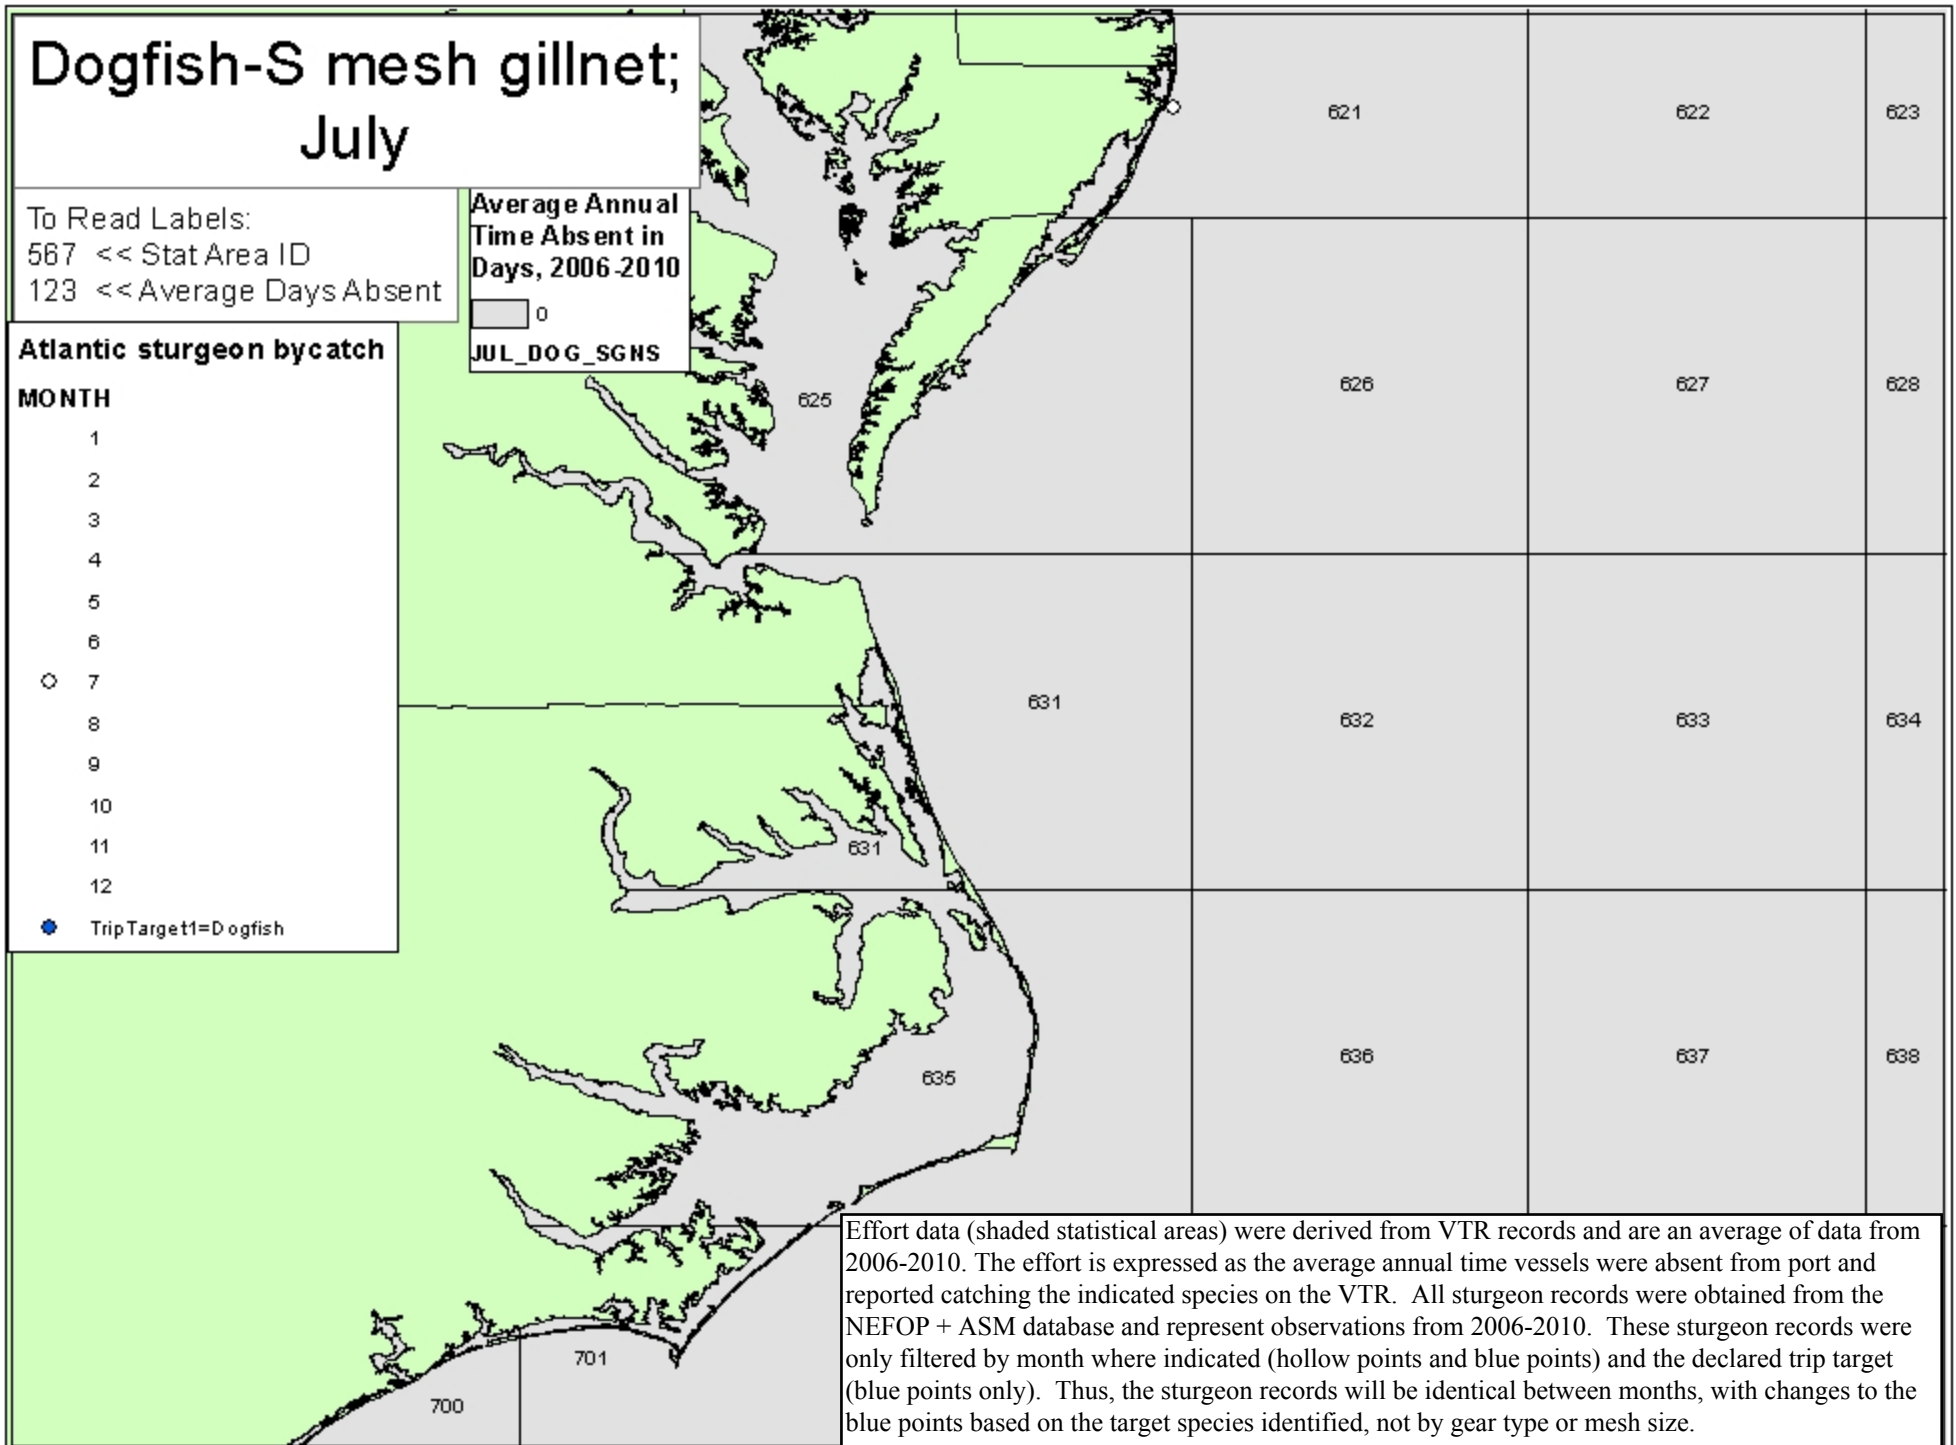 Dogfish-S mesh gillnet;
July
To Read Labels:
567 << Stat Area ID
123 << Average Days Absent
Average Annual
Time Absent in
Days, 2006-2010
0
JUL_DOG_SGNS
Atlantic sturgeon bycatch
MONTH
1
2
3
4
5
6
7
8
9
10
11
12
TripTarget1=Dogfish
621
622
623
625
626
627
628
631
632
633
634
631
635
636
637
638
701
700
Effort data (shaded statistical areas) were derived from VTR records and are an average of data from
2006-2010. The effort is expressed as the average annual time vessels were absent from port and
reported catching the indicated species on the VTR.  All sturgeon records were obtained from the
NEFOP + ASM database and represent observations from 2006-2010.  These sturgeon records were
only filtered by month where indicated (hollow points and blue points) and the declared trip target
(blue points only).  Thus, the sturgeon records will be identical between months, with changes to the
blue points based on the target species identified, not by gear type or mesh size.